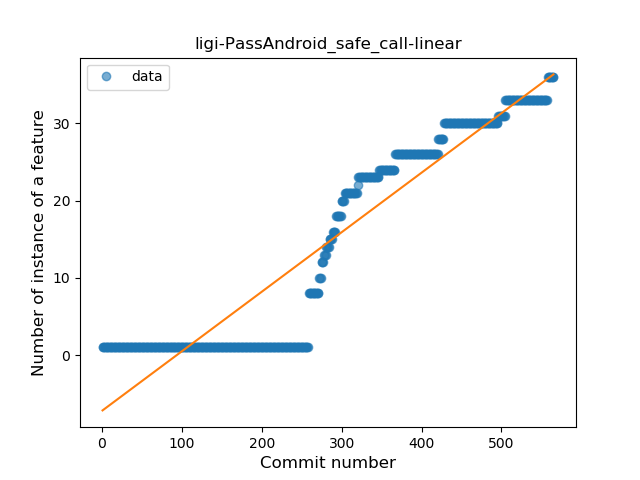 ligi-PassAndroid_safe_call-linear
data
Number of instance of a feature
30
20
10
0
0 100 200 300 400 500
Commit number